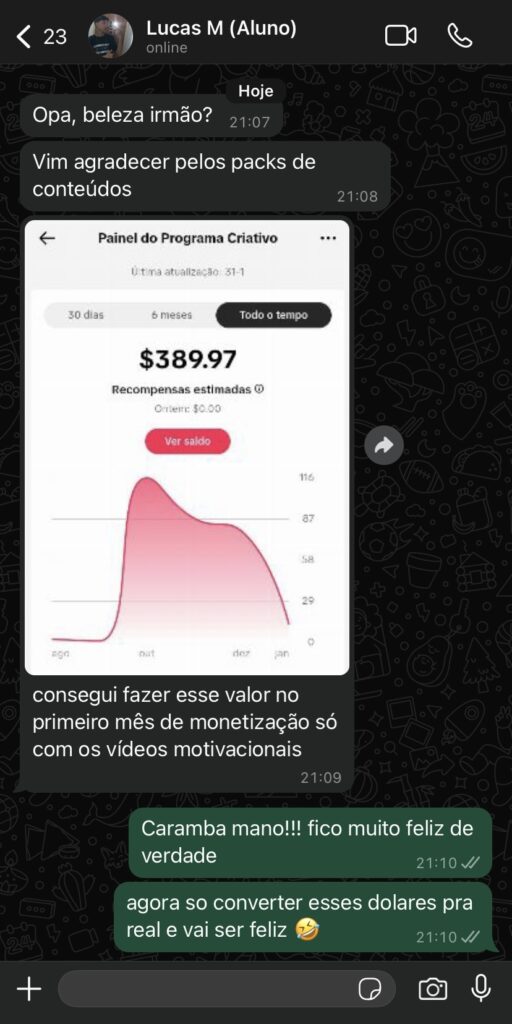 23
Lucas M (Aluno)
online
Hoje
Opa, beleza irmão? 21:07
Vim agradecer pelos packs de
conteúdos
21:08
Painel do Programa Criativo
Última atualização: 31-1
30 dias 6 meses Todo o tempo
$389.97
Recompensas estimadas
Ontem: $0.00
Ver saldo
116
87
58
29
0
ago out dez jan
consegui fazer esse valor no
primeiro mês de monetização só
com os vídeos motivacionais
21:09
Caramba mano!!! fico muito feliz de
verdade
21:10
agora so converter esses dolares pra
real e vai ser feliz 🤣
21:10